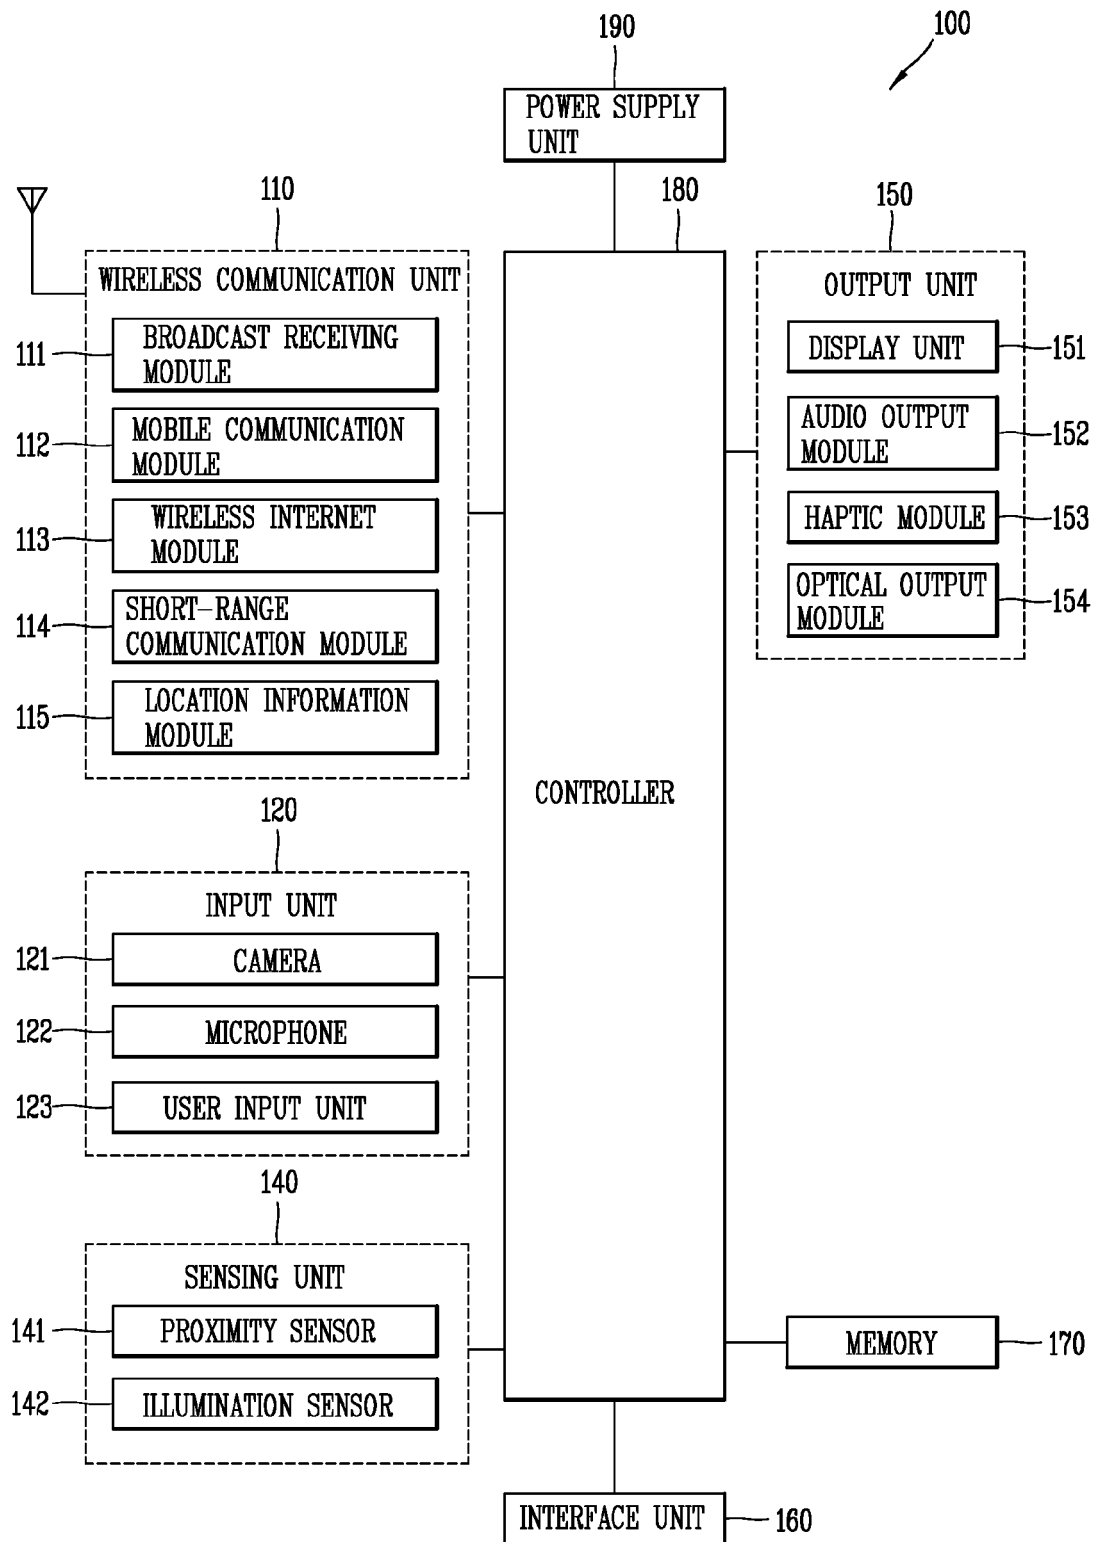 190
100
POWER SUPPLY
UNIT
110
180
150
WIRELESS COMMUNICATION UNIT
111
BROADCAST RECEIVING
MODULE
112
MOBILE COMMUNICATION
MODULE
113
WIRELESS INTERNET
MODULE
114
SHORT-RANGE
COMMUNICATION MODULE
115
LOCATION INFORMATION
MODULE
OUTPUT UNIT
DISPLAY UNIT
151
AUDIO OUTPUT
MODULE
152
HAPTIC MODULE
153
OPTICAL OUTPUT
MODULE
154
CONTROLLER
120
INPUT UNIT
121
CAMERA
122
MICROPHONE
123
USER INPUT UNIT
140
SENSING UNIT
141
PROXIMITY SENSOR
142
ILLUMINATION SENSOR
MEMORY
170
INTERFACE UNIT
160